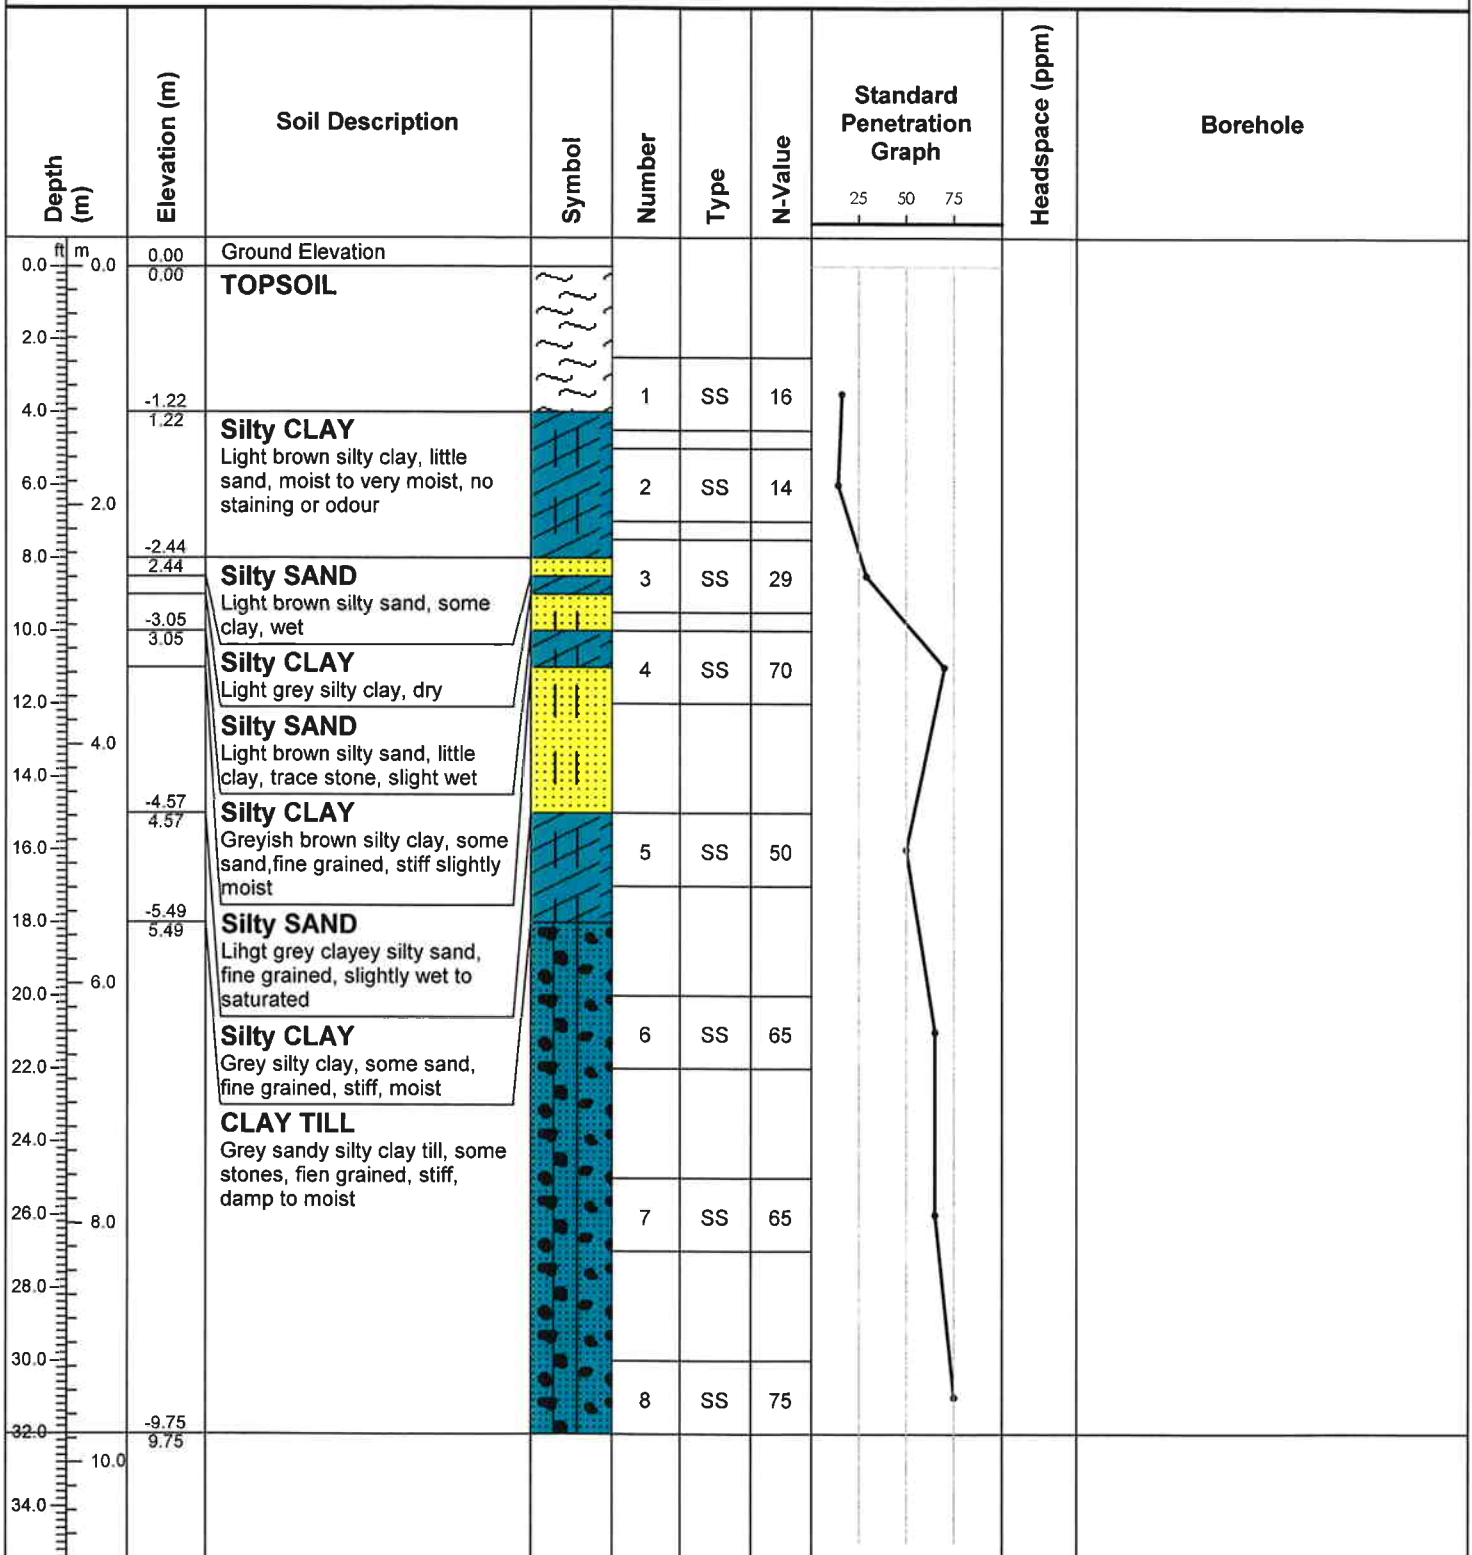 Depth
(m)
Elevation (m)
Soil Description
Symbol
Number
Type
N-Value
Standard
Penetration
Graph
25 50 75
Headspace (ppm)
Borehole
ft m
0.0 0.0
0.00
0.00
Ground Elevation
TOPSOIL
2.0
1 SS 16
-1.22
4.0
1.22
Silty CLAY
Light brown silty clay, little
sand, moist to very moist, no
staining or odour
6.0
2.0
2 SS 14
-2.44
8.0
2.44
Silty SAND
Light brown silty sand, some
clay, wet
3 SS 29
-3.05
10.0
3.05
Silty CLAY
Light grey silty clay, dry
4 SS 70
12.0
Silty SAND
Light brown silty sand, little
clay, trace stone, slight wet
4.0
14.0
-4.57
4.57
Silty CLAY
Greyish brown silty clay, some
sand,fine grained, stiff slightly
moist
16.0
5 SS 50
-5.49
18.0
5.49
Silty SAND
Lihgt grey clayey silty sand,
fine grained, slightly wet to
saturated
6.0
20.0
Silty CLAY
Grey silty clay, some sand,
fine grained, stiff, moist
6 SS 65
22.0
CLAY TILL
Grey sandy silty clay till, some
stones, fien grained, stiff,
damp to moist
24.0
26.0
8.0
7 SS 65
28.0
30.0
8 SS 75
-9.75
32.0
9.75
10.0
34.0